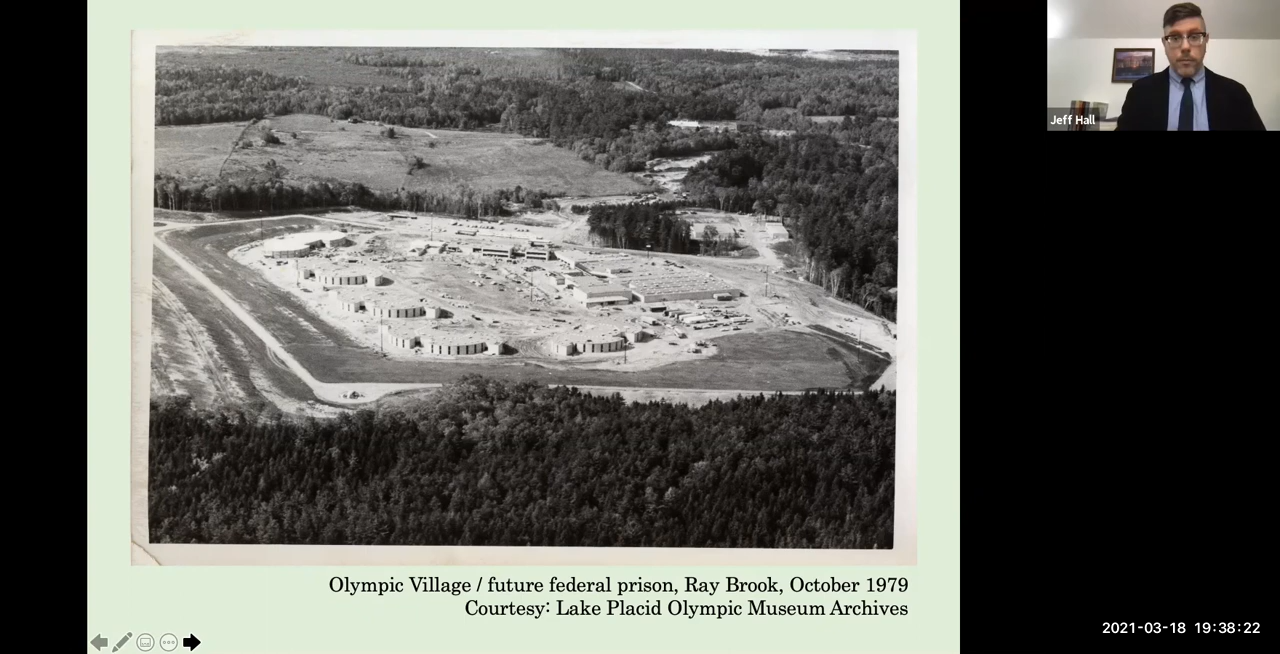 Jeff Hall
Olympic Village / future federal prison, Ray Brook, October 1979
Courtesy: Lake Placid Olympic Museum Archives
2021-03-18 19:38:22